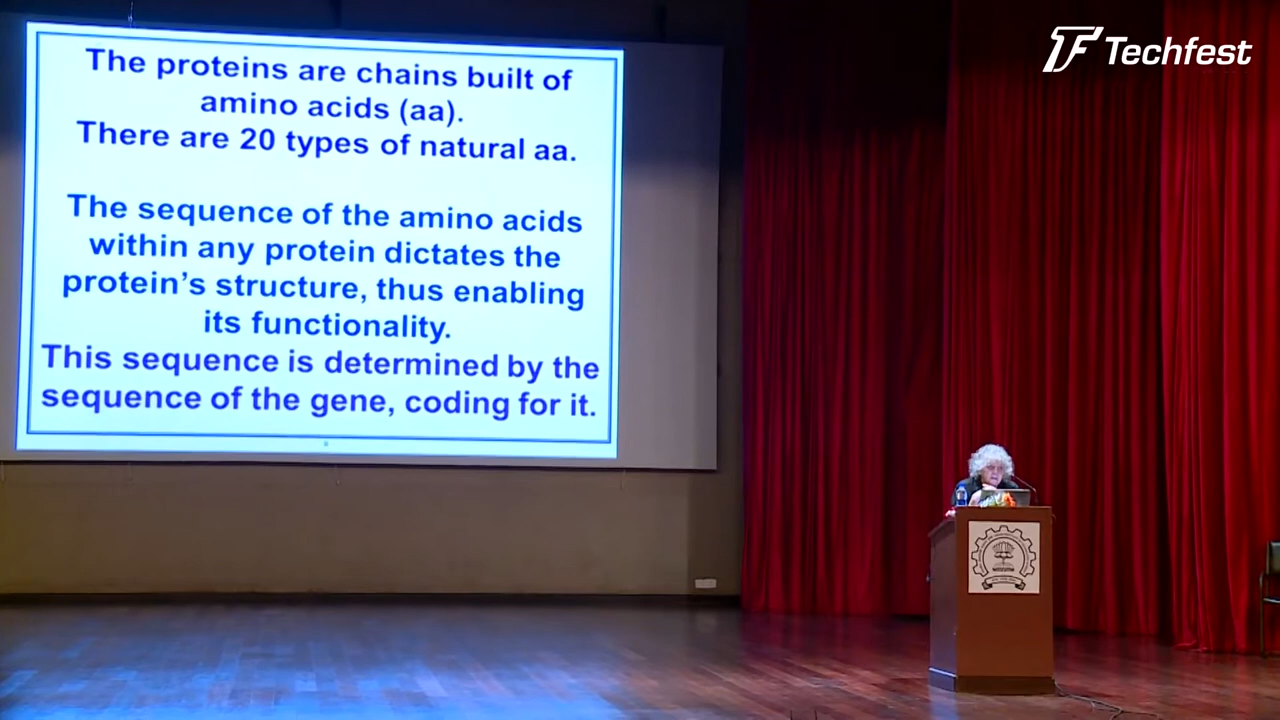 The proteins are chains built of
amino acids (aa).
There are 20 types of natural aa.
The sequence of the amino acids
within any protein dictates the
protein's structure, thus enabling
its functionality.
This sequence is determined by the
sequence of the gene, coding for it.
Techfest